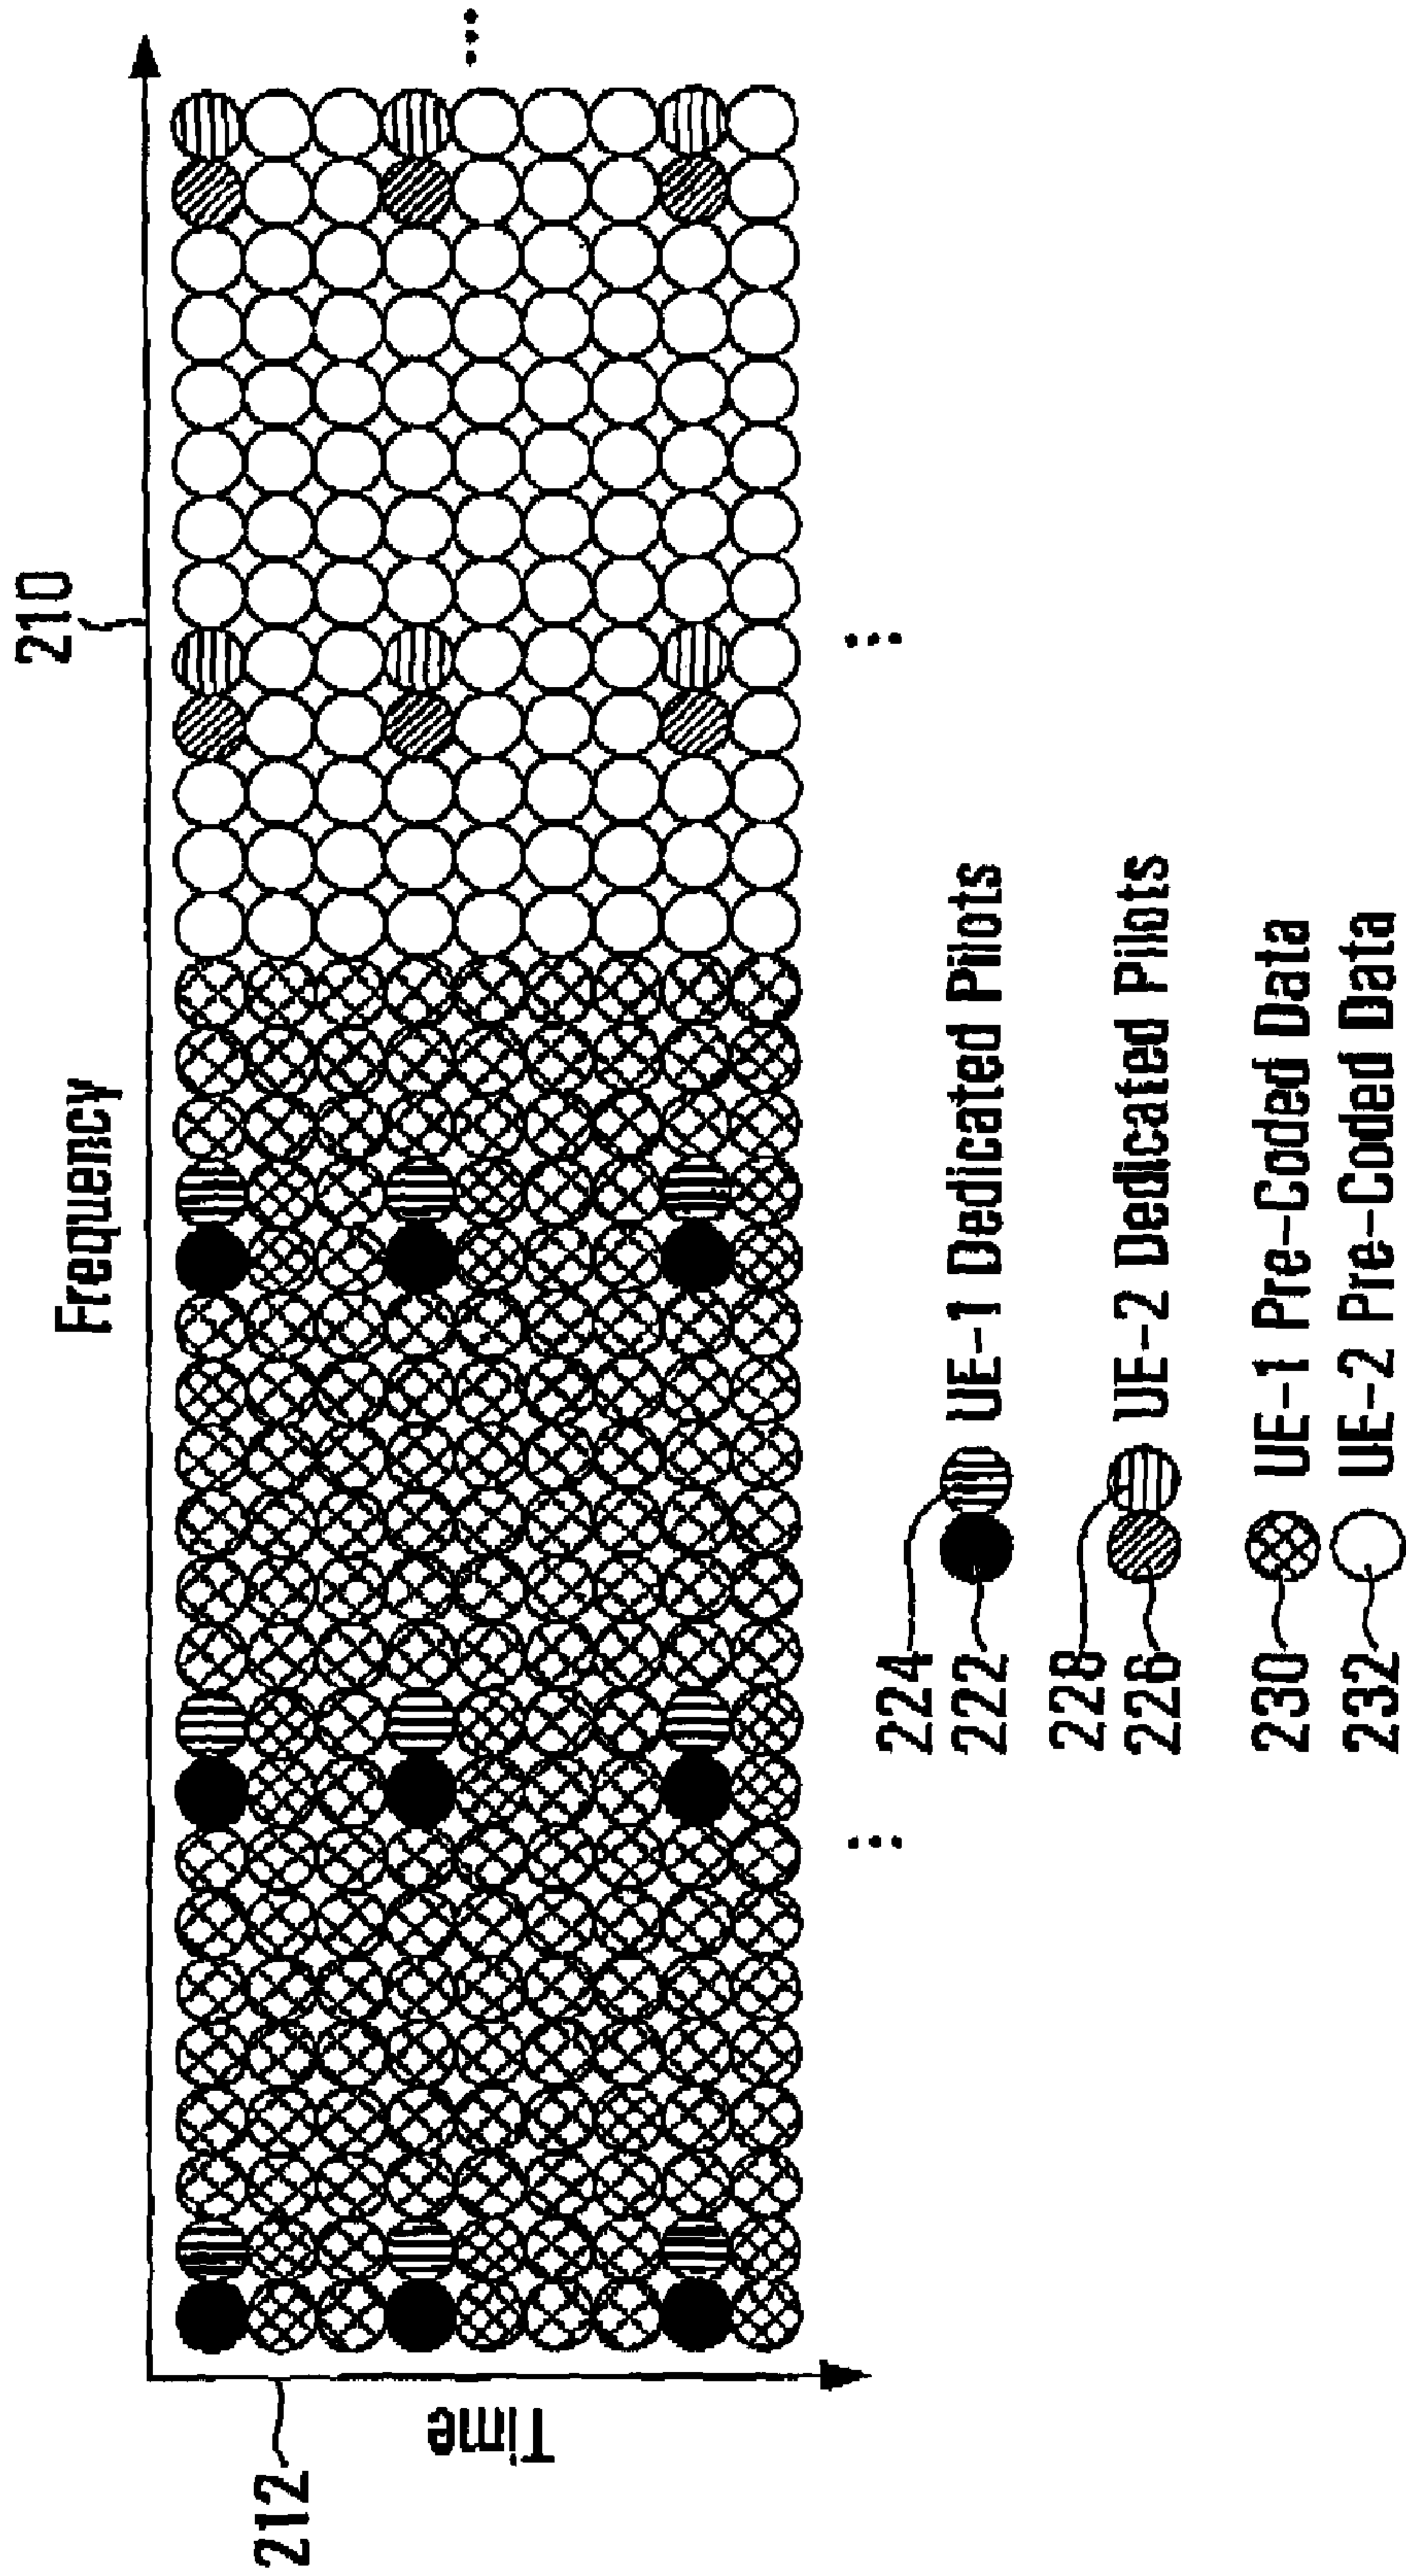 210
Frequency
212
Time
...
...
...
224
222
UE-1 Dedicated Pilots
228
226
UE-2 Dedicated Pilots
230
UE-1 Pre-Coded Data
232
UE-2 Pre-Coded Data